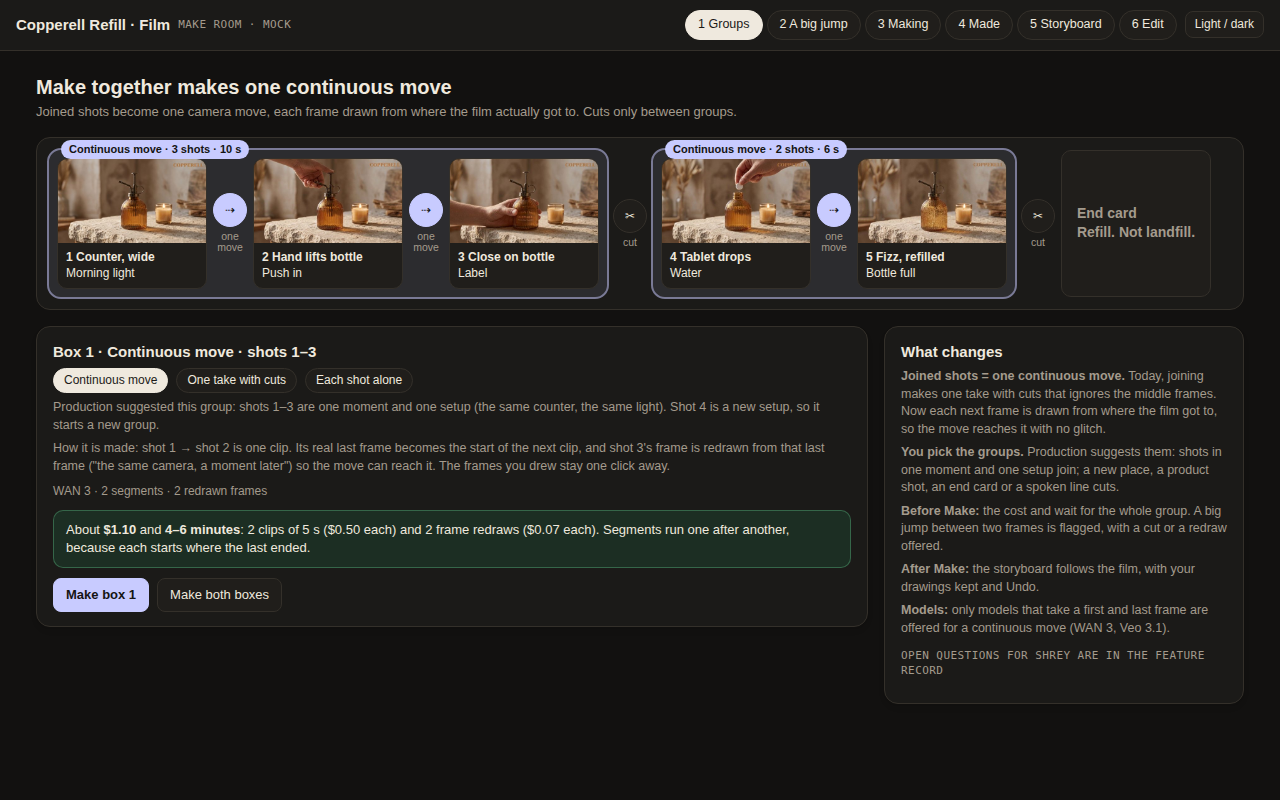 Copperell Refill · Film MAKE ROOM · MOCK
1 Groups
2 A big jump
3 Making
4 Made
5 Storyboard
6 Edit
Light / dark
Make together makes one continuous move
Joined shots become one camera move, each frame drawn from where the film actually got to. Cuts only between groups.
Continuous move · 3 shots · 10 s
1 Counter, wide
Morning light
⇢
one
move
2 Hand lifts bottle
Push in
⇢
one
move
3 Close on bottle
Label
✂
cut
Continuous move · 2 shots · 6 s
4 Tablet drops
Water
⇢
one
move
5 Fizz, refilled
Bottle full
✂
cut
End card
Refill. Not landfill.
Box 1 · Continuous move · shots 1–3
Continuous move
One take with cuts
Each shot alone
Production suggested this group: shots 1–3 are one moment and one setup (the same counter, the same light). Shot 4 is a new setup, so it
starts a new group.
How it is made: shot 1 → shot 2 is one clip. Its real last frame becomes the start of the next clip, and shot 3's frame is redrawn from that last
frame ("the same camera, a moment later") so the move can reach it. The frames you drew stay one click away.
WAN 3 · 2 segments · 2 redrawn frames
About $1.10 and 4–6 minutes: 2 clips of 5 s ($0.50 each) and 2 frame redraws ($0.07 each). Segments run one after another,
because each starts where the last ended.
Make box 1
Make both boxes
What changes
Joined shots = one continuous move. Today, joining
makes one take with cuts that ignores the middle frames.
Now each next frame is drawn from where the film got to,
so the move reaches it with no glitch.
You pick the groups. Production suggests them: shots in
one moment and one setup join; a new place, a product
shot, an end card or a spoken line cuts.
Before Make: the cost and wait for the whole group. A big
jump between two frames is flagged, with a cut or a redraw
offered.
After Make: the storyboard follows the film, with your
drawings kept and Undo.
Models: only models that take a first and last frame are
offered for a continuous move (WAN 3, Veo 3.1).
OPEN QUESTIONS FOR SHREY ARE IN THE FEATURE
RECORD